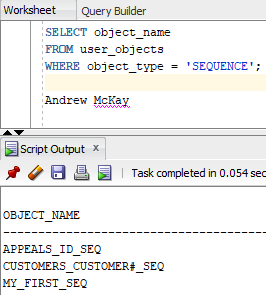 Worksheet Query Builder
SELECT object_name
FROM user_objects
WHERE object_type = 'SEQUENCE';
Andrew McKay
Script Output x
Task completed in 0.054 sec
OBJECT_NAME
--------------------------------------
APPEALS_ID_SEQ
CUSTOMERS_CUSTOMER#_SEQ
MY_FIRST_SEQ